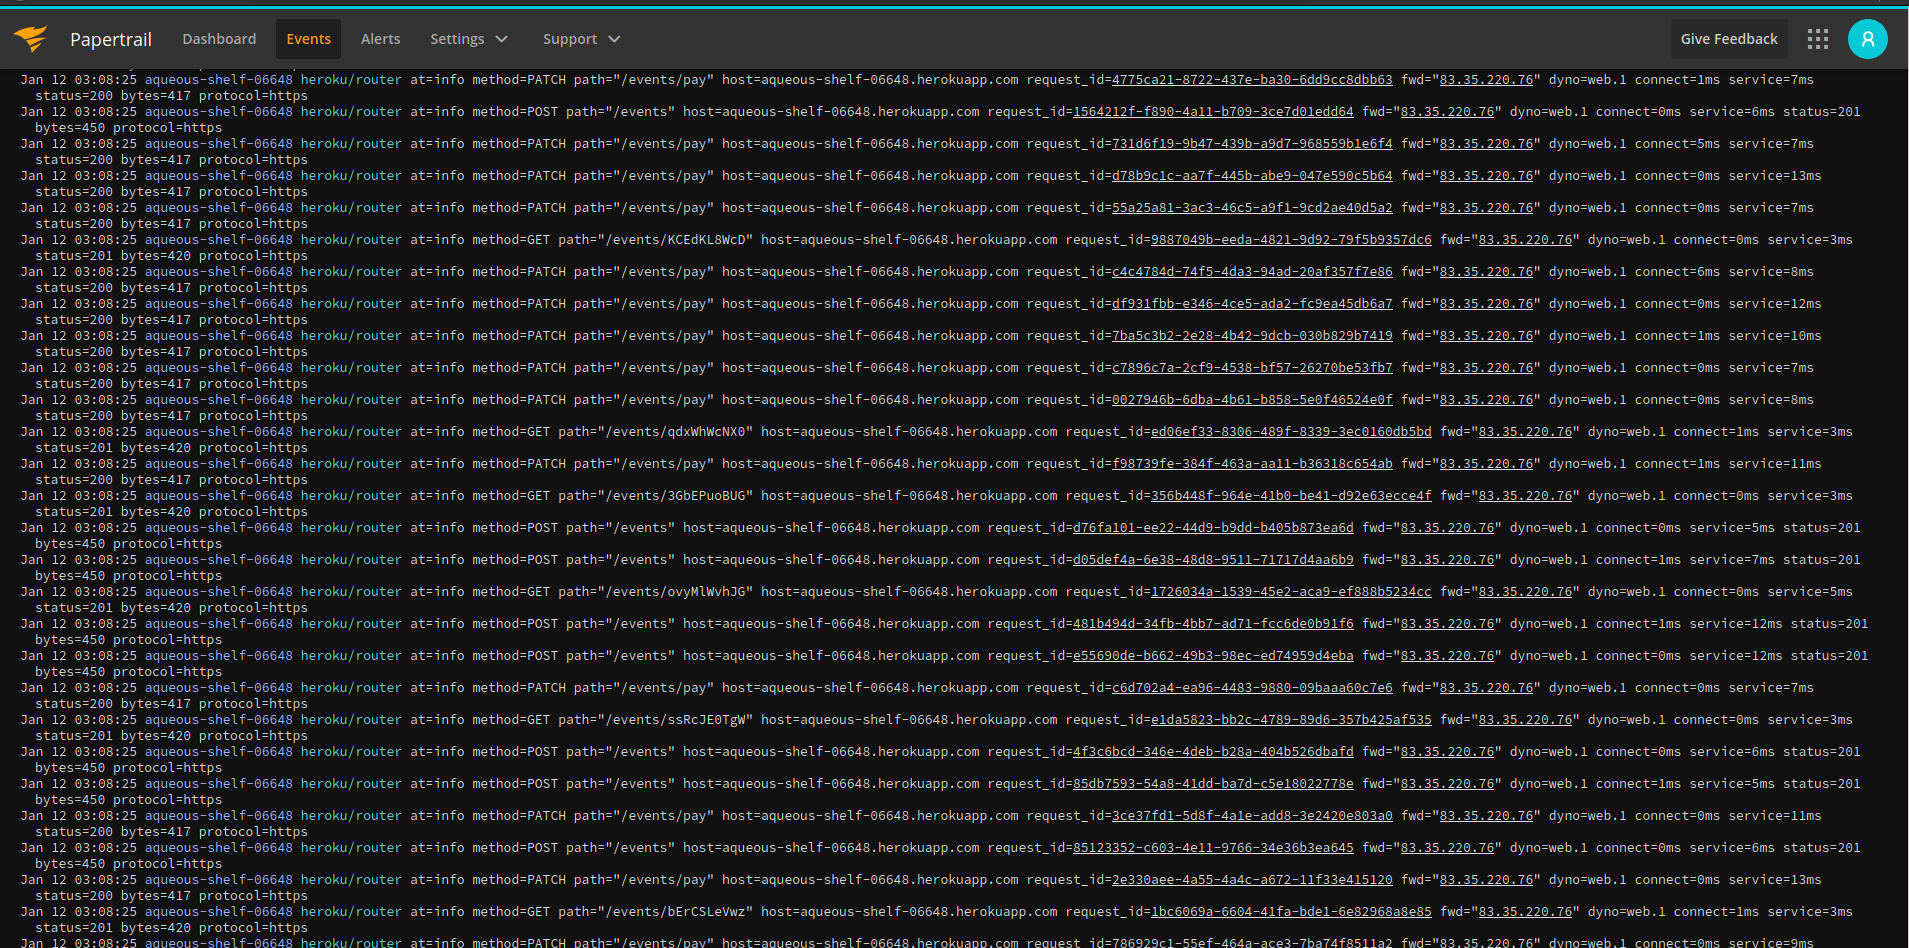 Papertrail Dashboard Events Alerts Settings Support Give Feedback
Jan 12 03:08:25 aqueous-shelf-06648 heroku/router at=info method=PATCH path="/events/pay" host=aqueous-shelf-06648.herokuapp.com request_id=4775ca21-8722-437e-ba30-6dd9cc8dbb63 fwd="83.35.220.76" dyno=web.1 connect=1ms service=7ms
status=200 bytes=417 protocol=https
Jan 12 03:08:25 aqueous-shelf-06648 heroku/router at=info method=POST path="/events" host=aqueous-shelf-06648.herokuapp.com request_id=1564212f-f890-4a11-b709-3ce7d01edd64 fwd="83.35.220.76" dyno=web.1 connect=0ms service=6ms status=201
bytes=450 protocol=https
Jan 12 03:08:25 aqueous-shelf-06648 heroku/router at=info method=PATCH path="/events/pay" host=aqueous-shelf-06648.herokuapp.com request_id=731d6f19-9b47-439b-a9d7-968559b1e6f4 fwd="83.35.220.76" dyno=web.1 connect=5ms service=7ms
status=200 bytes=417 protocol=https
Jan 12 03:08:25 aqueous-shelf-06648 heroku/router at=info method=PATCH path="/events/pay" host=aqueous-shelf-06648.herokuapp.com request_id=d78b9c1c-aa7f-445b-abe9-047e590c5b64 fwd="83.35.220.76" dyno=web.1 connect=0ms service=13ms
status=200 bytes=417 protocol=https
Jan 12 03:08:25 aqueous-shelf-06648 heroku/router at=info method=PATCH path="/events/pay" host=aqueous-shelf-06648.herokuapp.com request_id=55a25a81-3ac3-46c5-a9f1-9cd2ae40d5a2 fwd="83.35.220.76" dyno=web.1 connect=0ms service=7ms
status=200 bytes=417 protocol=https
Jan 12 03:08:25 aqueous-shelf-06648 heroku/router at=info method=GET path="/events/KCEdKL8WcD" host=aqueous-shelf-06648.herokuapp.com request_id=9887049b-eeda-4821-9d92-79f5b9357dc6 fwd="83.35.220.76" dyno=web.1 connect=0ms service=3ms
status=201 bytes=420 protocol=https
Jan 12 03:08:25 aqueous-shelf-06648 heroku/router at=info method=PATCH path="/events/pay" host=aqueous-shelf-06648.herokuapp.com request_id=c4c4784d-74f5-4da3-94ad-20af357f7e86 fwd="83.35.220.76" dyno=web.1 connect=6ms service=8ms
status=200 bytes=417 protocol=https
Jan 12 03:08:25 aqueous-shelf-06648 heroku/router at=info method=PATCH path="/events/pay" host=aqueous-shelf-06648.herokuapp.com request_id=df931fbb-e346-4ce5-ada2-fc9ea45db6a7 fwd="83.35.220.76" dyno=web.1 connect=0ms service=12ms
status=200 bytes=417 protocol=https
Jan 12 03:08:25 aqueous-shelf-06648 heroku/router at=info method=PATCH path="/events/pay" host=aqueous-shelf-06648.herokuapp.com request_id=7ba5c3b2-2e28-4b42-9dcb-030b829b7419 fwd="83.35.220.76" dyno=web.1 connect=1ms service=10ms
status=200 bytes=417 protocol=https
Jan 12 03:08:25 aqueous-shelf-06648 heroku/router at=info method=PATCH path="/events/pay" host=aqueous-shelf-06648.herokuapp.com request_id=c7896c7a-2cf9-4538-bf57-26270be53fb7 fwd="83.35.220.76" dyno=web.1 connect=0ms service=7ms
status=200 bytes=417 protocol=https
Jan 12 03:08:25 aqueous-shelf-06648 heroku/router at=info method=PATCH path="/events/pay" host=aqueous-shelf-06648.herokuapp.com request_id=0027946b-6dba-4b61-b858-5e0f46524e0f fwd="83.35.220.76" dyno=web.1 connect=0ms service=8ms
status=200 bytes=417 protocol=https
Jan 12 03:08:25 aqueous-shelf-06648 heroku/router at=info method=GET path="/events/qdxWhWcNX0" host=aqueous-shelf-06648.herokuapp.com request_id=ed06ef33-8306-489f-8339-3ec0160db5bd fwd="83.35.220.76" dyno=web.1 connect=1ms service=3ms
status=201 bytes=420 protocol=https
Jan 12 03:08:25 aqueous-shelf-06648 heroku/router at=info method=PATCH path="/events/pay" host=aqueous-shelf-06648.herokuapp.com request_id=f98739fe-384f-463a-aa11-b36318c654ab fwd="83.35.220.76" dyno=web.1 connect=1ms service=11ms
status=200 bytes=417 protocol=https
Jan 12 03:08:25 aqueous-shelf-06648 heroku/router at=info method=GET path="/events/3GbEPuoBUG" host=aqueous-shelf-06648.herokuapp.com request_id=356b448f-964e-41b0-be41-d92e63ecce4f fwd="83.35.220.76" dyno=web.1 connect=0ms service=3ms
status=201 bytes=420 protocol=https
Jan 12 03:08:25 aqueous-shelf-06648 heroku/router at=info method=POST path="/events" host=aqueous-shelf-06648.herokuapp.com request_id=d76fa101-ee22-44d9-b9dd-b405b873ea6d fwd="83.35.220.76" dyno=web.1 connect=0ms service=5ms status=201
bytes=450 protocol=https
Jan 12 03:08:25 aqueous-shelf-06648 heroku/router at=info method=POST path="/events" host=aqueous-shelf-06648.herokuapp.com request_id=d05def4a-6e38-48d8-9511-71717d4aa6b9 fwd="83.35.220.76" dyno=web.1 connect=1ms service=7ms status=201
bytes=450 protocol=https
Jan 12 03:08:25 aqueous-shelf-06648 heroku/router at=info method=GET path="/events/ovyMlWvhJG" host=aqueous-shelf-06648.herokuapp.com request_id=1726034a-1539-45e2-aca9-ef888b5234cc fwd="83.35.220.76" dyno=web.1 connect=0ms service=5ms
status=201 bytes=420 protocol=https
Jan 12 03:08:25 aqueous-shelf-06648 heroku/router at=info method=POST path="/events" host=aqueous-shelf-06648.herokuapp.com request_id=481b494d-34fb-4bb7-ad71-fcc6de0b91f6 fwd="83.35.220.76" dyno=web.1 connect=1ms service=12ms status=201
bytes=450 protocol=https
Jan 12 03:08:25 aqueous-shelf-06648 heroku/router at=info method=POST path="/events" host=aqueous-shelf-06648.herokuapp.com request_id=e55690de-b662-49b3-98ec-ed74959d4eba fwd="83.35.220.76" dyno=web.1 connect=0ms service=12ms status=201
bytes=450 protocol=https
Jan 12 03:08:25 aqueous-shelf-06648 heroku/router at=info method=PATCH path="/events/pay" host=aqueous-shelf-06648.herokuapp.com request_id=c6d702a4-ea96-4483-9880-09baaa60c7e6 fwd="83.35.220.76" dyno=web.1 connect=0ms service=7ms
status=200 bytes=417 protocol=https
Jan 12 03:08:25 aqueous-shelf-06648 heroku/router at=info method=GET path="/events/ssRcJE0TgW" host=aqueous-shelf-06648.herokuapp.com request_id=e1da5823-bb2c-4789-89d6-357b425af535 fwd="83.35.220.76" dyno=web.1 connect=0ms service=3ms
status=201 bytes=420 protocol=https
Jan 12 03:08:25 aqueous-shelf-06648 heroku/router at=info method=POST path="/events" host=aqueous-shelf-06648.herokuapp.com request_id=4f3c6bcd-346e-4deb-b28a-404b526dbafd fwd="83.35.220.76" dyno=web.1 connect=0ms service=6ms status=201
bytes=450 protocol=https
Jan 12 03:08:25 aqueous-shelf-06648 heroku/router at=info method=POST path="/events" host=aqueous-shelf-06648.herokuapp.com request_id=85db7593-54a8-41dd-ba7d-c5e18022778e fwd="83.35.220.76" dyno=web.1 connect=1ms service=5ms status=201
bytes=450 protocol=https
Jan 12 03:08:25 aqueous-shelf-06648 heroku/router at=info method=PATCH path="/events/pay" host=aqueous-shelf-06648.herokuapp.com request_id=3ce37fd1-5d8f-4a1e-add8-3e2420e803a0 fwd="83.35.220.76" dyno=web.1 connect=0ms service=11ms
status=200 bytes=417 protocol=https
Jan 12 03:08:25 aqueous-shelf-06648 heroku/router at=info method=POST path="/events" host=aqueous-shelf-06648.herokuapp.com request_id=85123352-c603-4e11-9766-34e36b3ea645 fwd="83.35.220.76" dyno=web.1 connect=0ms service=6ms status=201
bytes=450 protocol=https
Jan 12 03:08:25 aqueous-shelf-06648 heroku/router at=info method=PATCH path="/events/pay" host=aqueous-shelf-06648.herokuapp.com request_id=2e330aee-4a55-4a4c-a672-11f33e415120 fwd="83.35.220.76" dyno=web.1 connect=0ms service=13ms
status=200 bytes=417 protocol=https
Jan 12 03:08:25 aqueous-shelf-06648 heroku/router at=info method=GET path="/events/bErCSLeVwz" host=aqueous-shelf-06648.herokuapp.com request_id=1bc6069a-6604-41fa-bde1-6e82968a8e85 fwd="83.35.220.76" dyno=web.1 connect=1ms service=3ms
status=201 bytes=420 protocol=https
Jan 12 03:08:25 aqueous-shelf-06648 heroku/router at=info method=PATCH path="/events/pay" host=aqueous-shelf-06648.herokuapp.com request_id=786929c1-55ef-464a-ace3-7ba74f8511a2 fwd="83.35.220.76" dyno=web.1 connect=0ms service=9ms